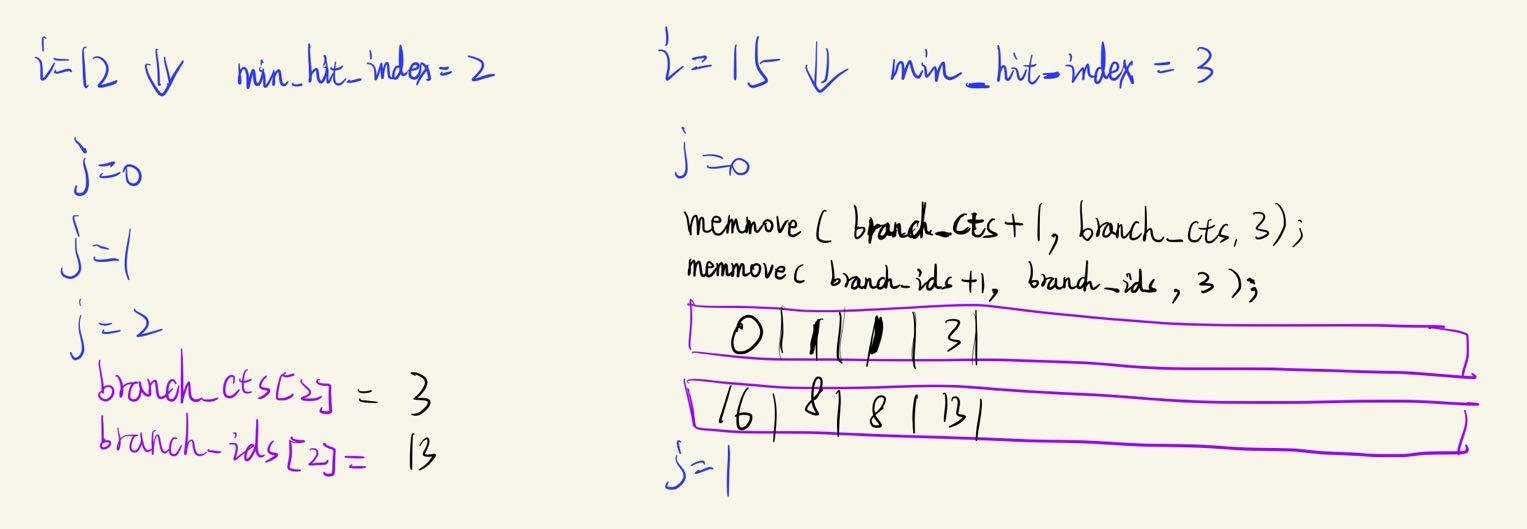 i=12 ⇓ min_hit_index = 2
j=0
j=1
j=2
branch_cts[2] = 3
branch_ids[2] = 13
i=15 ⇓ min_hit_index = 3
j=0
memmove ( branch_cts+1, branch_cts, 3);
memmove ( branch_ids+1, branch_ids, 3);
0 | 1 | 1 | 3 |
16 | 8 | 8 | 13 |
j=1